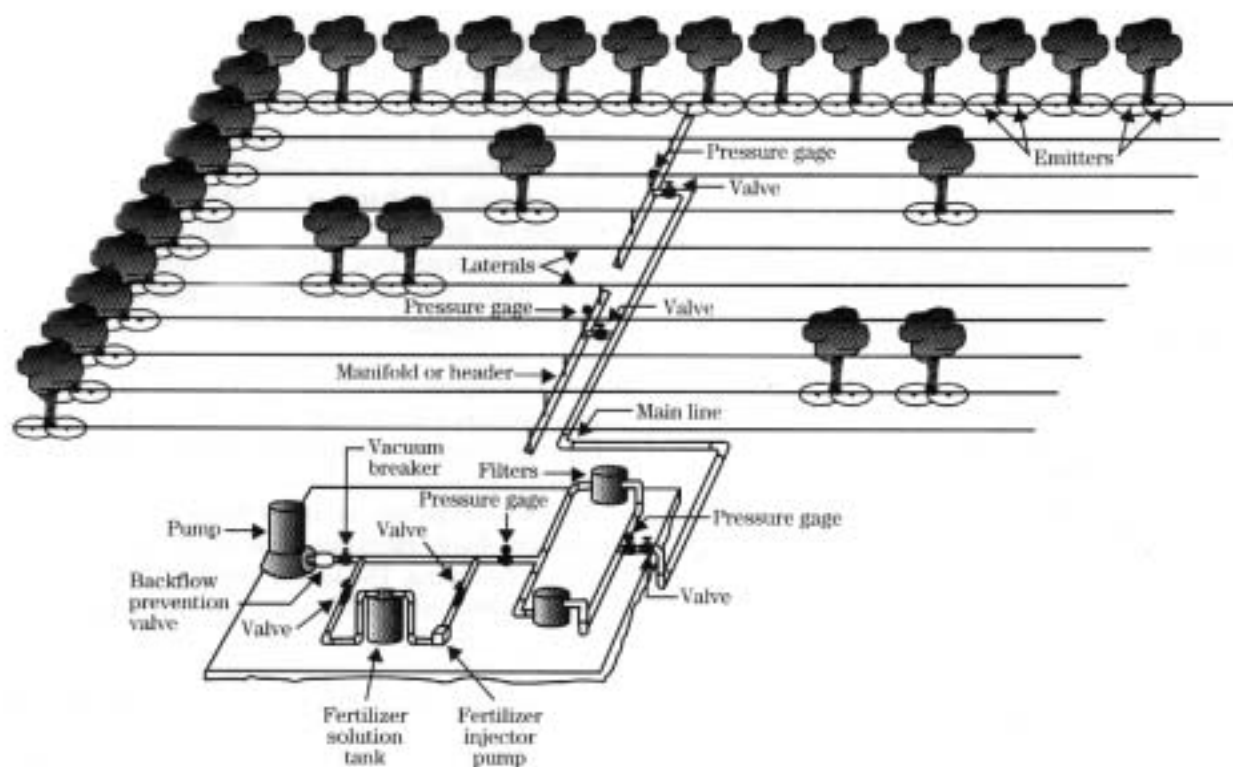 Pressure gage
Emitters
Valve
Laterals
Pressure gage
Valve
Manifold or header
Main line
Vacuum
breaker
Filters
Pressure gage
Pump
Valve
Pressure gage
Backflow
prevention
valve
Valve
Valve
Fertilizer
solution
tank
Fertilizer
injector
pump